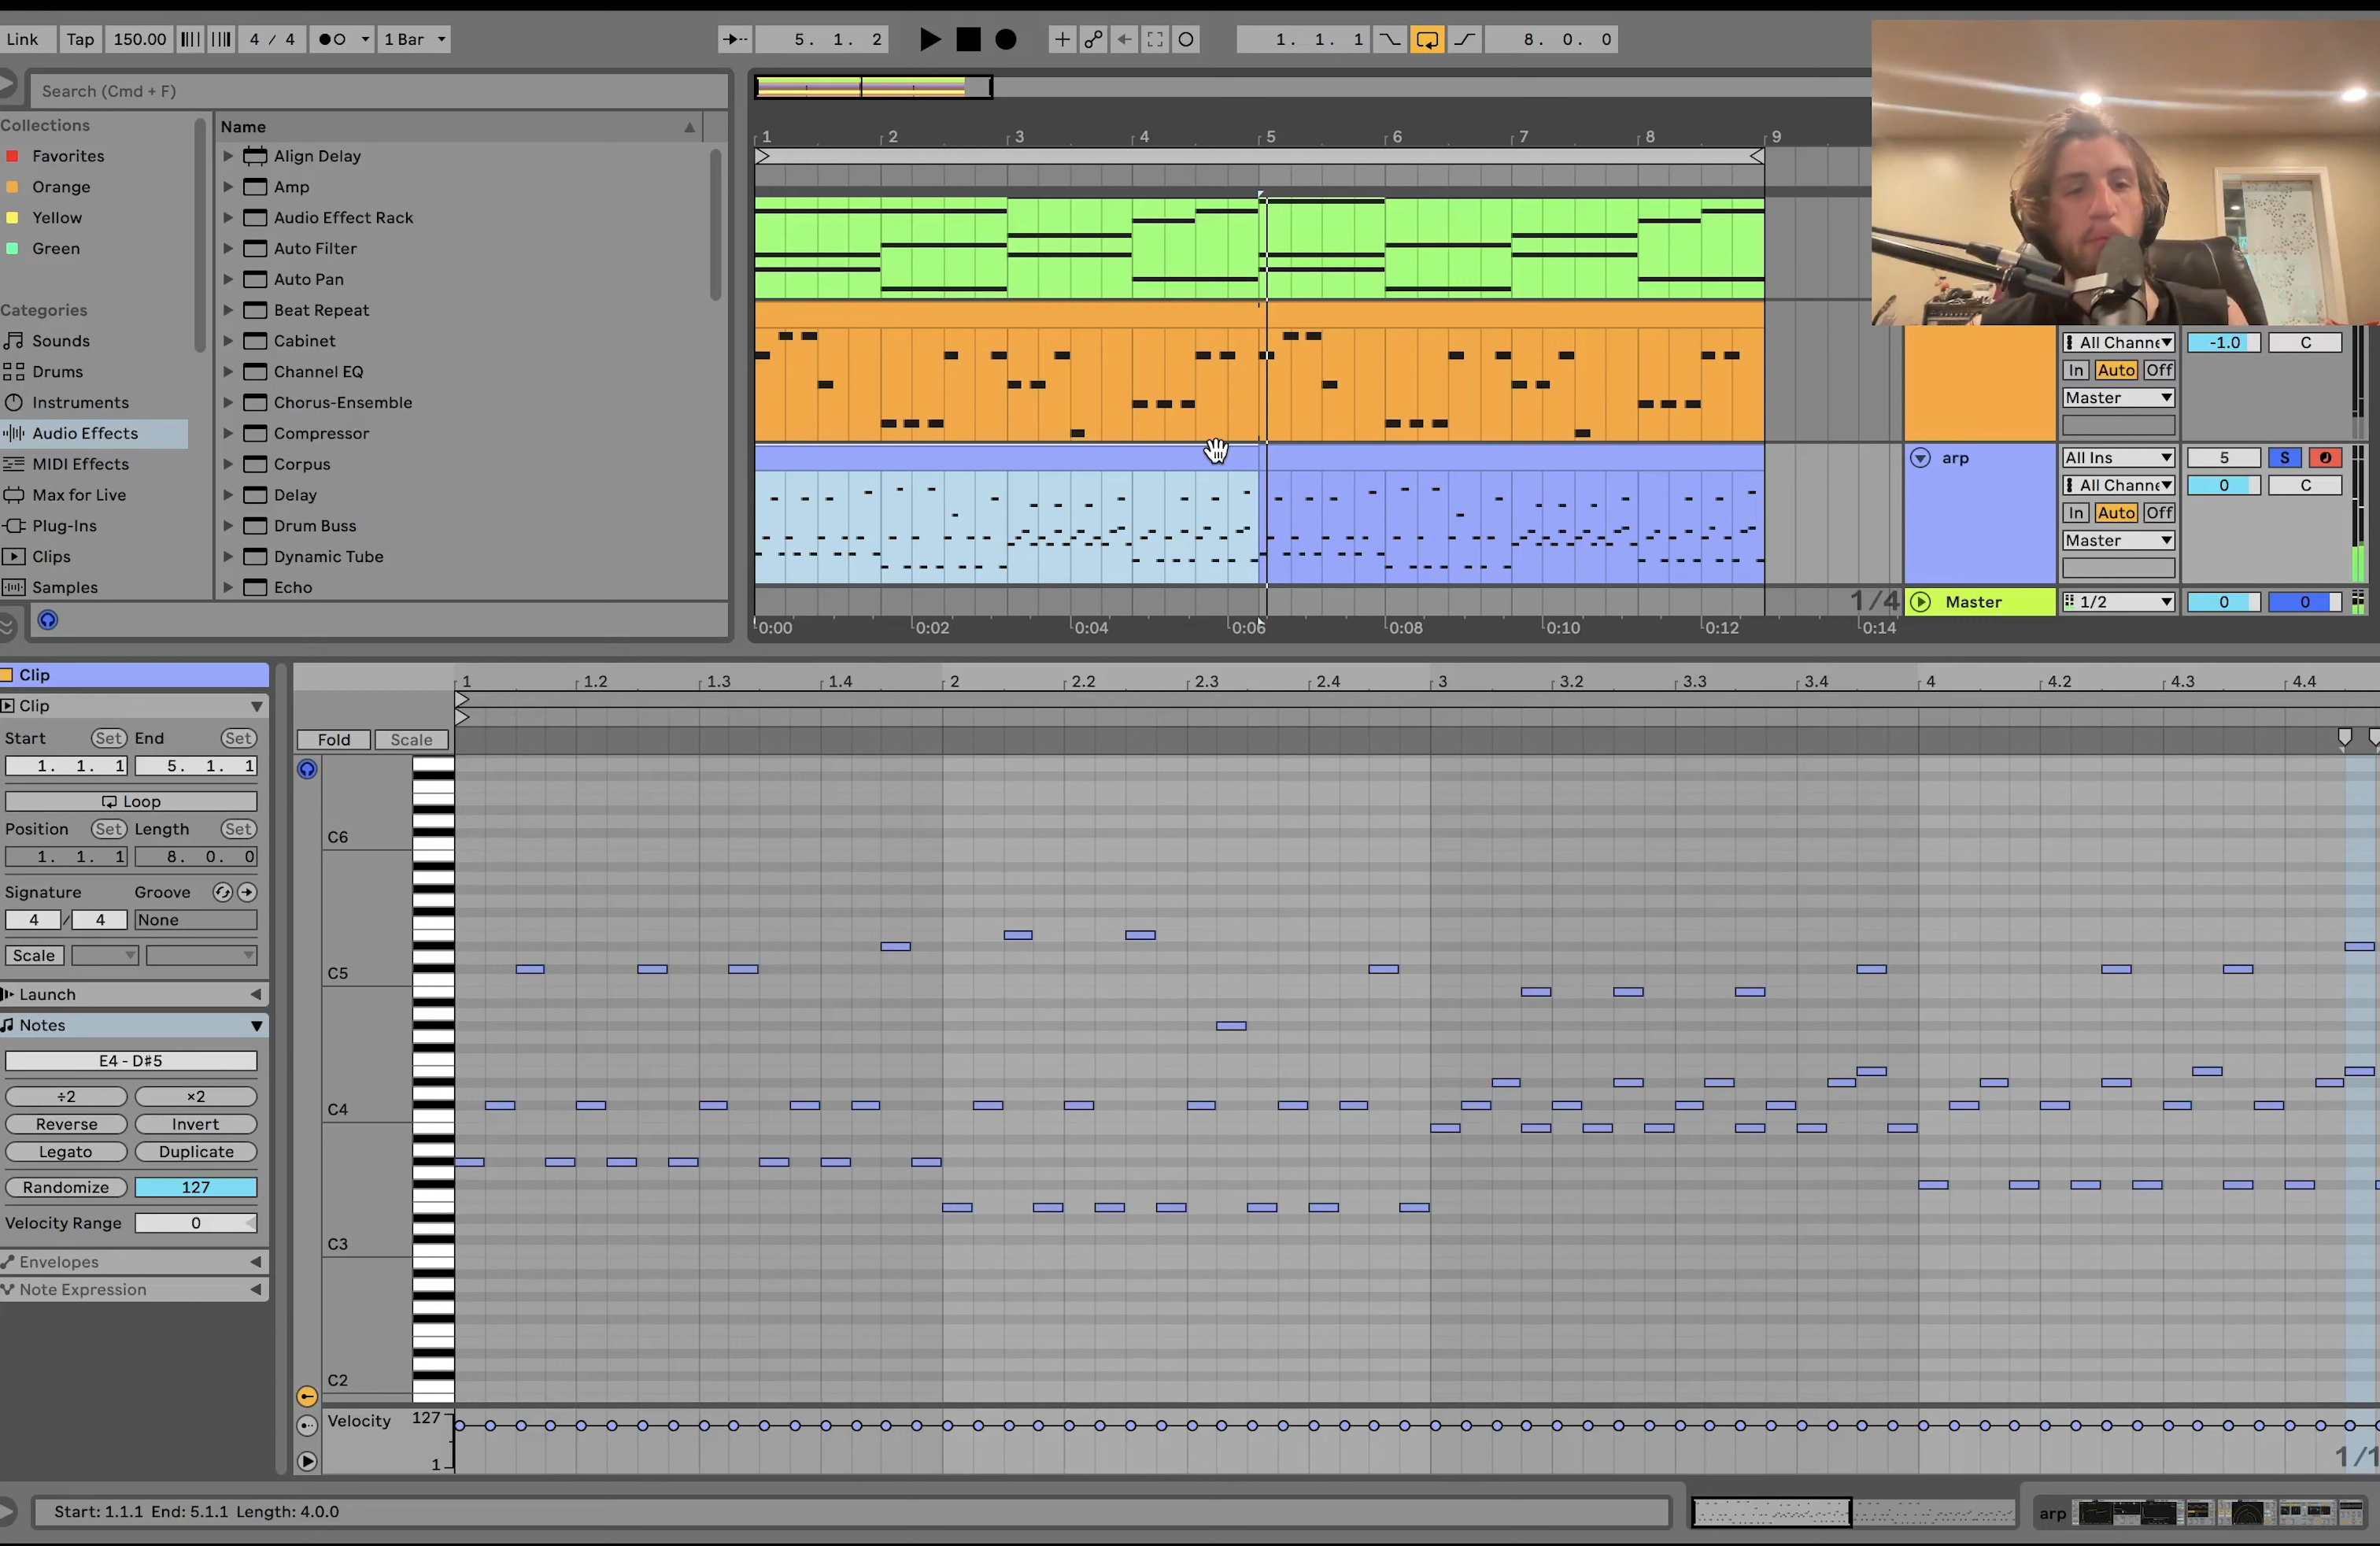 Link Tap 150.00 4 / 4 1 Bar 5. 1. 2 1. 1. 1 8. 0. 0
Search (Cmd + F)
Collections
Favorites
Orange
Yellow
Green
Categories
Sounds
Drums
Instruments
Audio Effects
MIDI Effects
Max for Live
Plug-Ins
Clips
Samples
Name
Align Delay
Amp
Audio Effect Rack
Auto Filter
Auto Pan
Beat Repeat
Cabinet
Channel EQ
Chorus-Ensemble
Compressor
Corpus
Delay
Drum Buss
Dynamic Tube
Echo
1 2 3 4 5 6 7 8 9
All Channe -1.0 C
In Auto Off
Master
arp All Ins 5 S
All Channe 0 C
In Auto Off
Master
1/4 Master 1/2 0 0
0:00 0:02 0:04 0:06 0:08 0:10 0:12 0:14
Clip
Clip
Start Set End Set
1. 1. 1 5. 1. 1
Loop
Position Set Length Set
1. 1. 1 8. 0. 0
Signature Groove
4 / 4 None
Scale
Launch
Notes
E4 - D#5
÷2 ×2
Reverse Invert
Legato Duplicate
Randomize 127
Velocity Range 0
Envelopes
Note Expression
1 1.2 1.3 1.4 2 2.2 2.3 2.4 3 3.2 3.3 3.4 4 4.2 4.3 4.4
Fold Scale
C6
C5
C4
C3
C2
Velocity 127
1
Start: 1.1.1 End: 5.1.1 Length: 4.0.0
arp